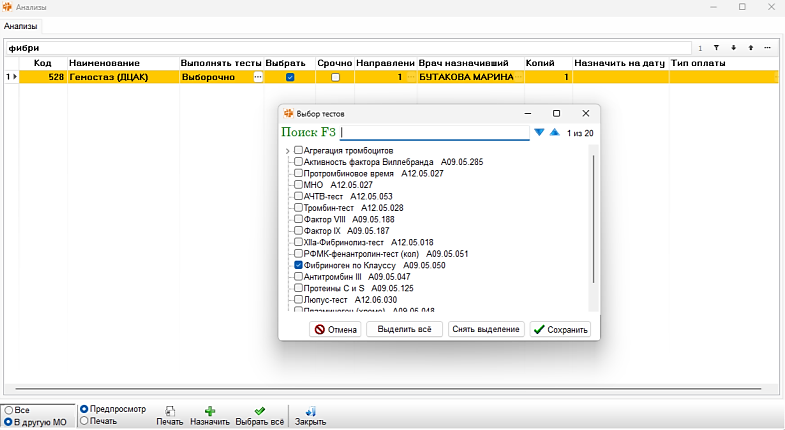 Анализы
Анализы
фибри
1
Код Наименование Выполнять тесты Выбрать Срочно Направлени Врач назначивший Копий Назначить на дату Тип оплаты
1 528 Гемостаз (ДЦАК) Выборочно ... 1 БУТАКОВА МАРИНА 1
Выбор тестов
Поиск F3 1 из 20
Агрегация тромбоцитов
Активность фактора Виллебранда A09.05.285
Протромбиновое время A12.05.027
МНО A12.05.027
АЧТВ-тест A12.05.053
Тромбин-тест A12.05.028
Фактор VIII A09.05.188
Фактор IX A09.05.187
XIIa-Фибринолиз-тест A12.05.018
РФМК-фенантролин-тест (кол) A09.05.051
Фибриноген по Клауссу A09.05.050
Антитромбин III A09.05.047
Протеины С и S A09.05.125
Люпус-тест A12.06.030
Отмена Выделить всё Снять выделение Сохранить
Все
В другую МО
Предпросмотр
Печать
Печать Назначить Выбрать всё Закрыть